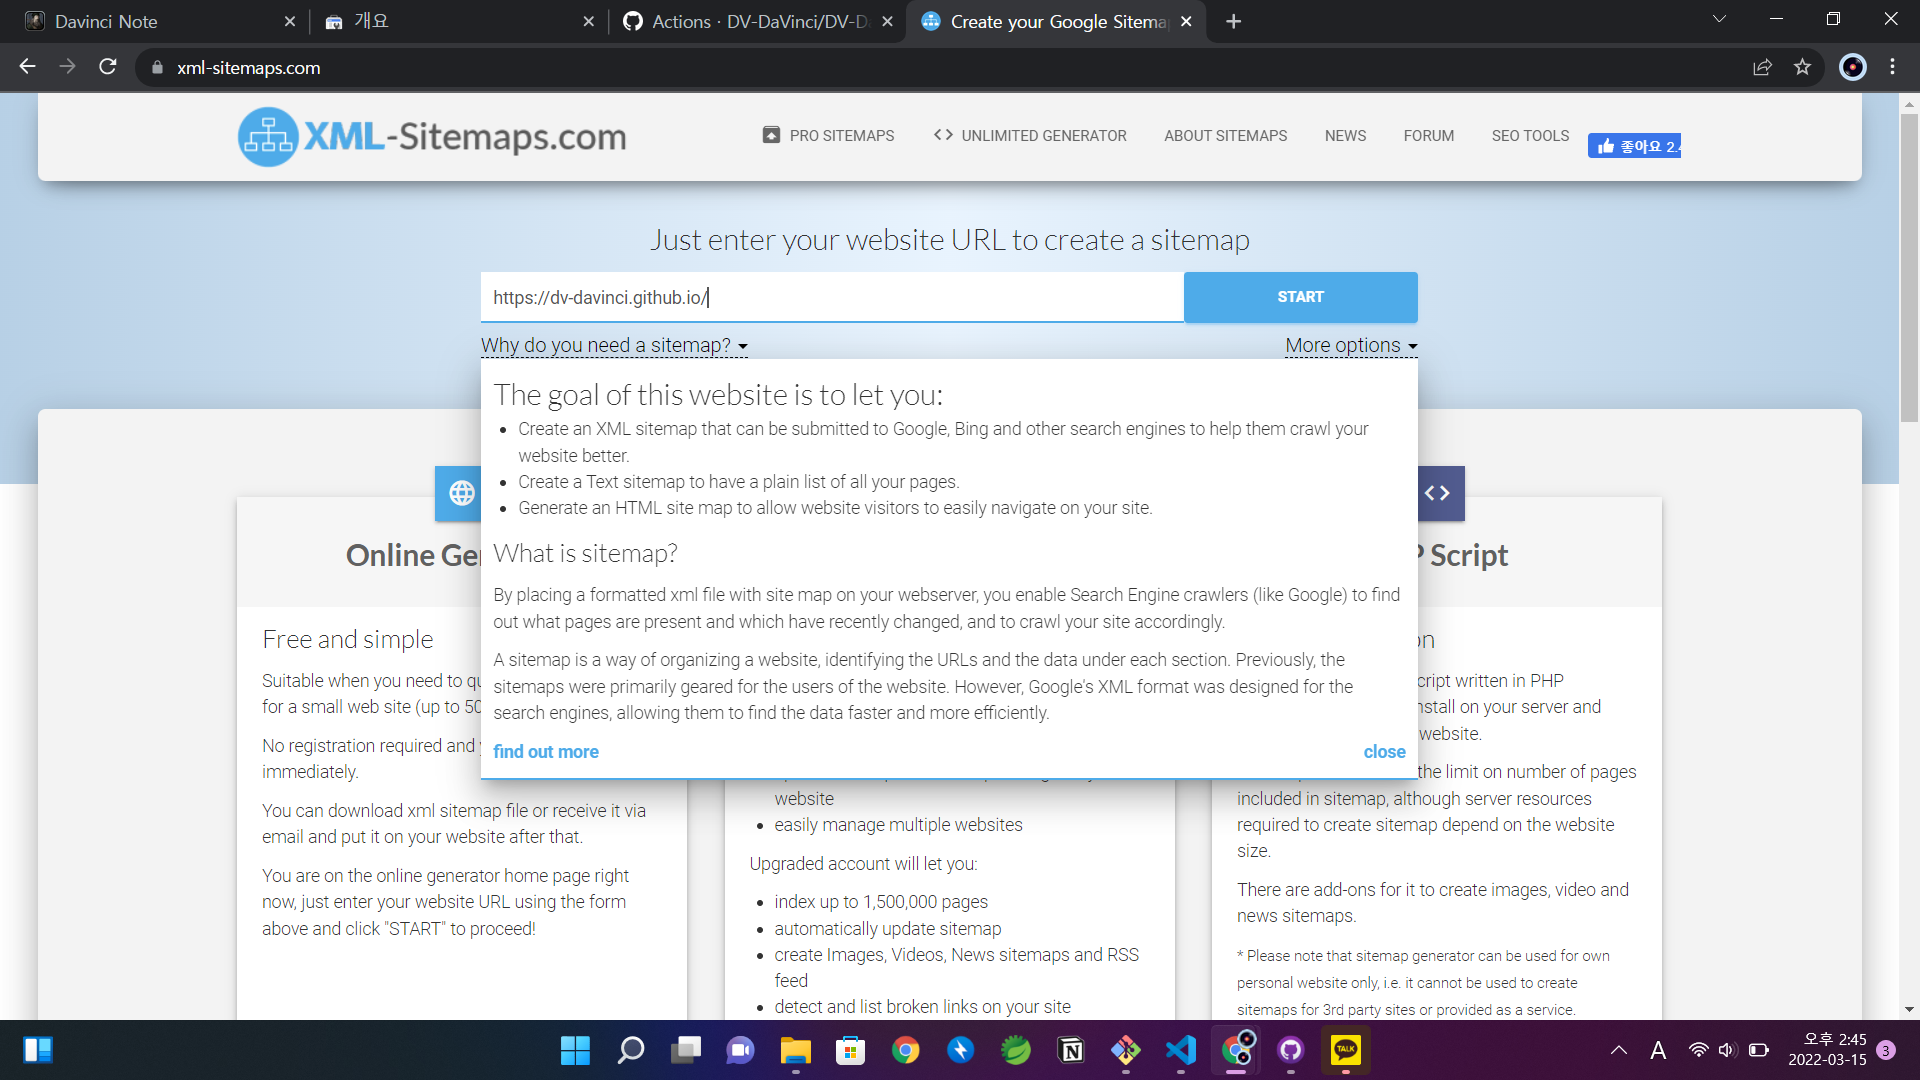 Davinci Note
개요
Actions · DV-DaVinci/DV-D
Create your Google Sitema
xml-sitemaps.com
XML-Sitemaps.com
PRO SITEMAPS
UNLIMITED GENERATOR
ABOUT SITEMAPS
NEWS
FORUM
SEO TOOLS
좋아요 2.4
Just enter your website URL to create a sitemap
https://dv-davinci.github.io/
START
Why do you need a sitemap?
More options
The goal of this website is to let you:
• Create an XML sitemap that can be submitted to Google, Bing and other search engines to help them crawl your
website better.
• Create a Text sitemap to have a plain list of all your pages.
• Generate an HTML site map to allow website visitors to easily navigate on your site.
What is sitemap?
By placing a formatted xml file with site map on your webserver, you enable Search Engine crawlers (like Google) to find
out what pages are present and which have recently changed, and to crawl your site accordingly.
A sitemap is a way of organizing a website, identifying the URLs and the data under each section. Previously, the
sitemaps were primarily geared for the users of the website. However, Google's XML format was designed for the
search engines, allowing them to find the data faster and more efficiently.
find out more
close
Online Ge
Free and simple
Suitable when you need to qu
for a small web site (up to 50
No registration required and
immediately.
You can download xml sitemap file or receive it via
email and put it on your website after that.
You are on the online generator home page right
now, just enter your website URL using the form
above and click "START" to proceed!
website
• easily manage multiple websites
Upgraded account will let you:
• index up to 1,500,000 pages
• automatically update sitemap
• create Images, Videos, News sitemaps and RSS
feed
• detect and list broken links on your site
P Script
on
cript written in PHP
nstall on your server and
website.
the limit on number of pages
included in sitemap, although server resources
required to create sitemap depend on the website
size.
There are add-ons for it to create images, video and
news sitemaps.
* Please note that sitemap generator can be used for own
personal website only, i.e. it cannot be used to create
sitemaps for 3rd party sites or provided as a service.
TALK
A
오후 2:45
2022-03-15
3